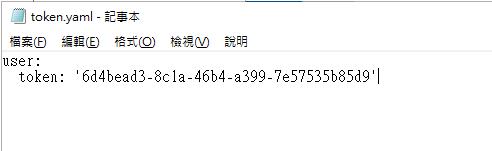 token.yaml - 記事本
檔案(F) 編輯(E) 格式(O) 檢視(V) 說明
user:
  token: '6d4bead3-8c1a-46b4-a399-7e57535b85d9'